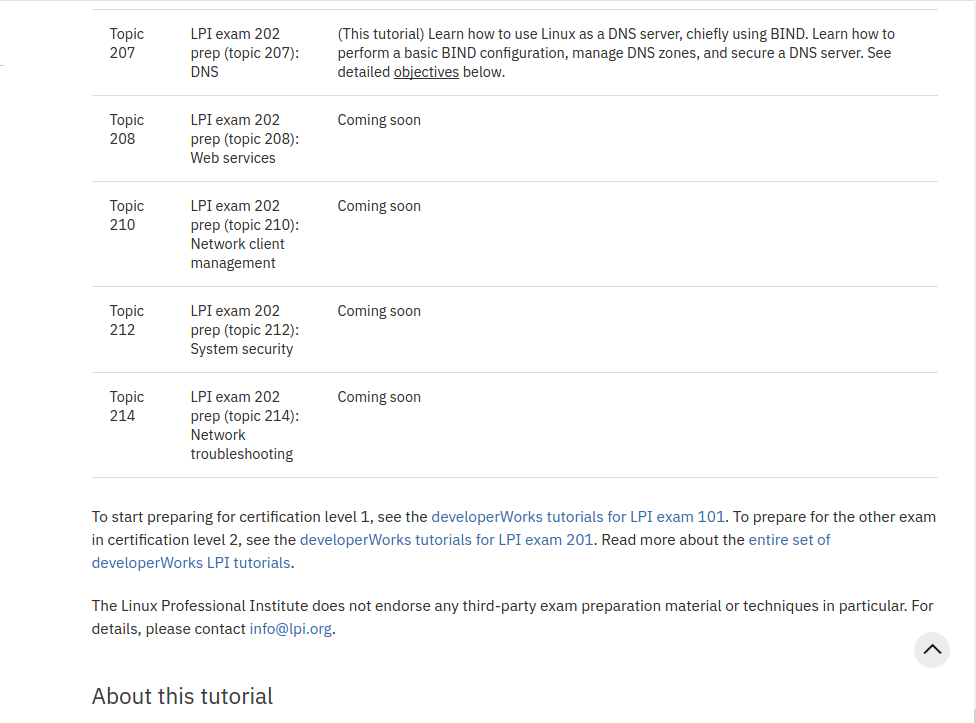 Topic
207
LPI exam 202
prep (topic 207):
DNS
(This tutorial) Learn how to use Linux as a DNS server, chiefly using BIND. Learn how to
perform a basic BIND configuration, manage DNS zones, and secure a DNS server. See
detailed objectives below.
Topic
208
LPI exam 202
prep (topic 208):
Web services
Coming soon
Topic
210
LPI exam 202
prep (topic 210):
Network client
management
Coming soon
Topic
212
LPI exam 202
prep (topic 212):
System security
Coming soon
Topic
214
LPI exam 202
prep (topic 214):
Network
troubleshooting
Coming soon
To start preparing for certification level 1, see the developerWorks tutorials for LPI exam 101. To prepare for the other exam
in certification level 2, see the developerWorks tutorials for LPI exam 201. Read more about the entire set of
developerWorks LPI tutorials.
The Linux Professional Institute does not endorse any third-party exam preparation material or techniques in particular. For
details, please contact info@lpi.org.
About this tutorial